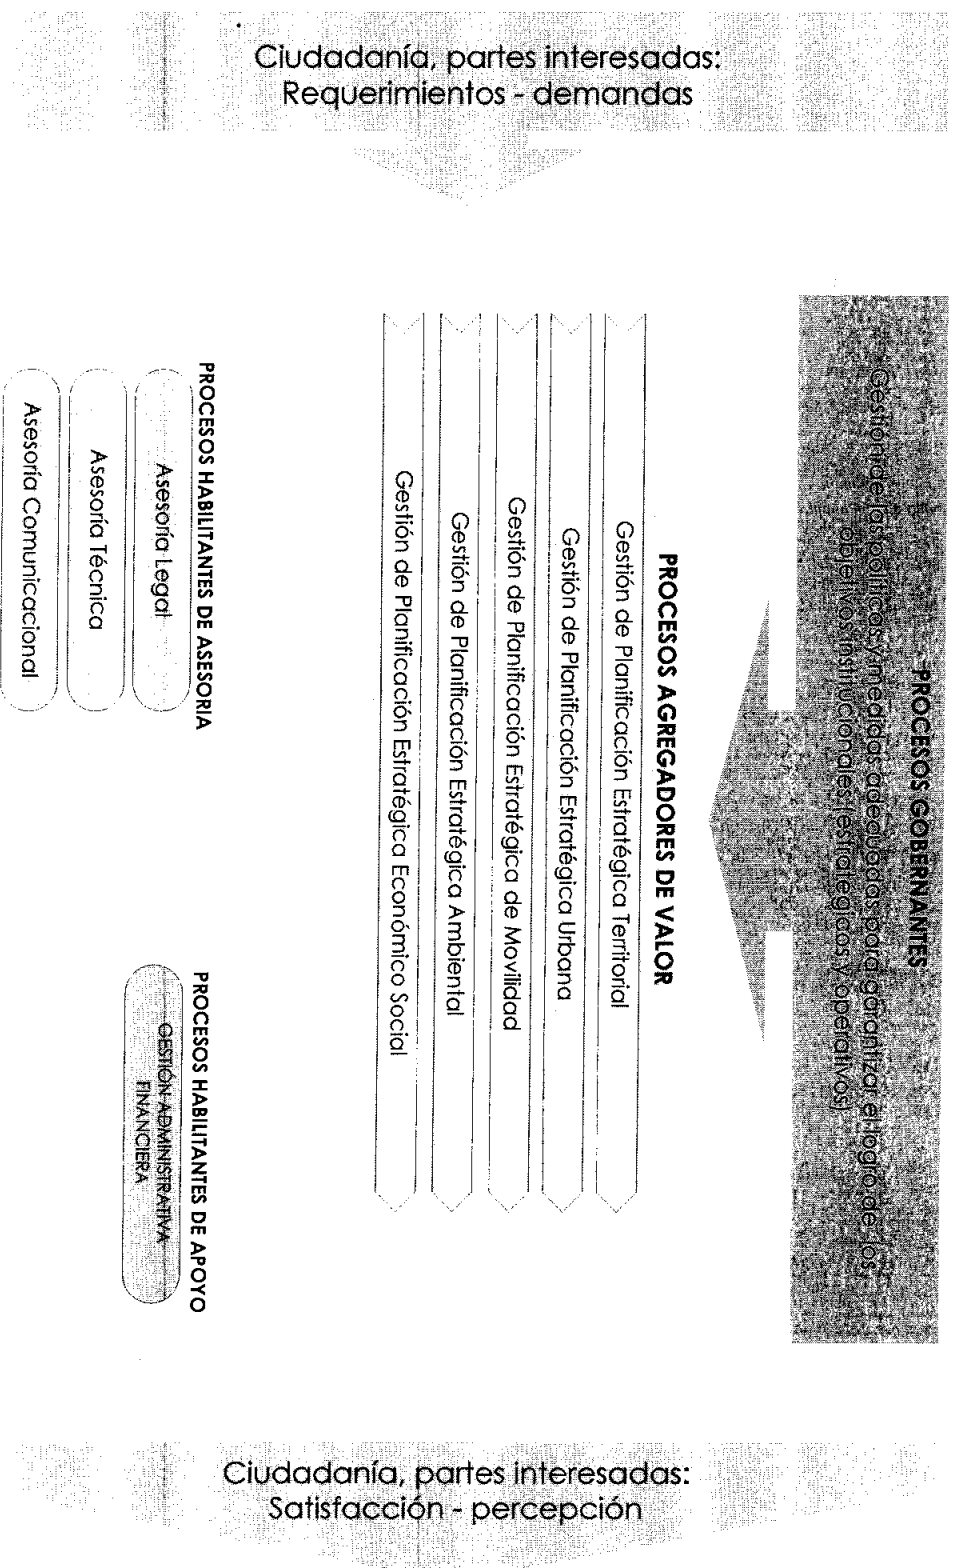 Ciudadanía, partes interesadas:
Requerimientos - demandas
PROCESOS GOBERNANTES
Gestión de las políticas y medidas adecuadas para garantizar el logro de los
objetivos institucionales (estratégicos y operativos)
PROCESOS AGREGADORES DE VALOR
Gestión de Planificación Estratégica Territorial
Gestión de Planificación Estratégica Urbana
Gestión de Planificación Estratégica de Movilidad
Gestión de Planificación Estratégica Ambiental
Gestión de Planificación Estratégica Económico Social
PROCESOS HABILITANTES DE ASESORIA
Asesoría Legal
Asesoría Técnica
Asesoría Comunicacional
PROCESOS HABILITANTES DE APOYO
GESTIÓN ADMINISTRATIVA
FINANCIERA
Ciudadanía, partes interesadas:
Satisfacción - percepción